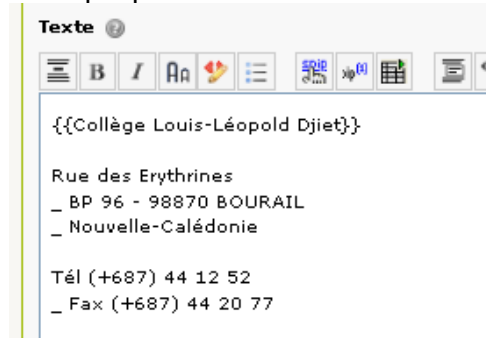 Texte
{{Collège Louis-Léopold Djiet}}
Rue des Erythrines
_ BP 96 - 98870 BOURAIL
_ Nouvelle-Calédonie
Tél (+687) 44 12 52
_ Fax (+687) 44 20 77